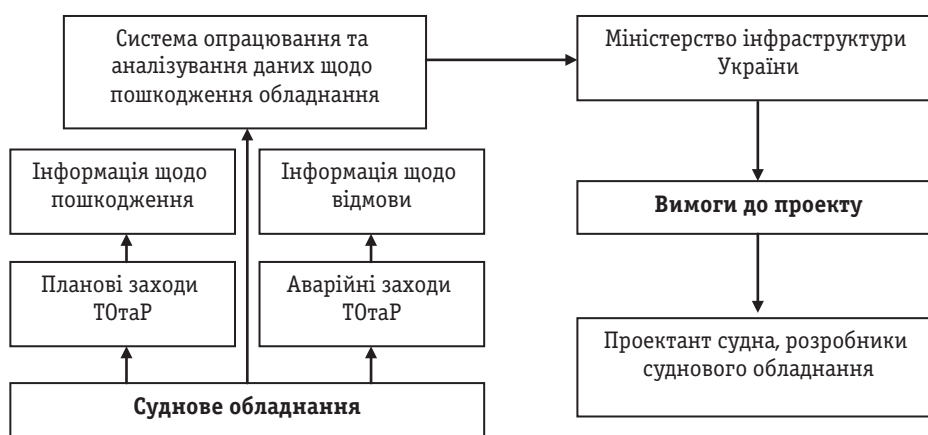 Система опрацювання та
аналізування даних щодо
пошкодження обладнання
Міністерство інфраструктури
України
Інформація щодо
пошкодження
Інформація щодо
відмови
Вимоги до проекту
Планові заходи
ТОтаР
Аварійні заходи
ТОтаР
Проектант судна, розробники
суднового обладнання
Суднове обладнання